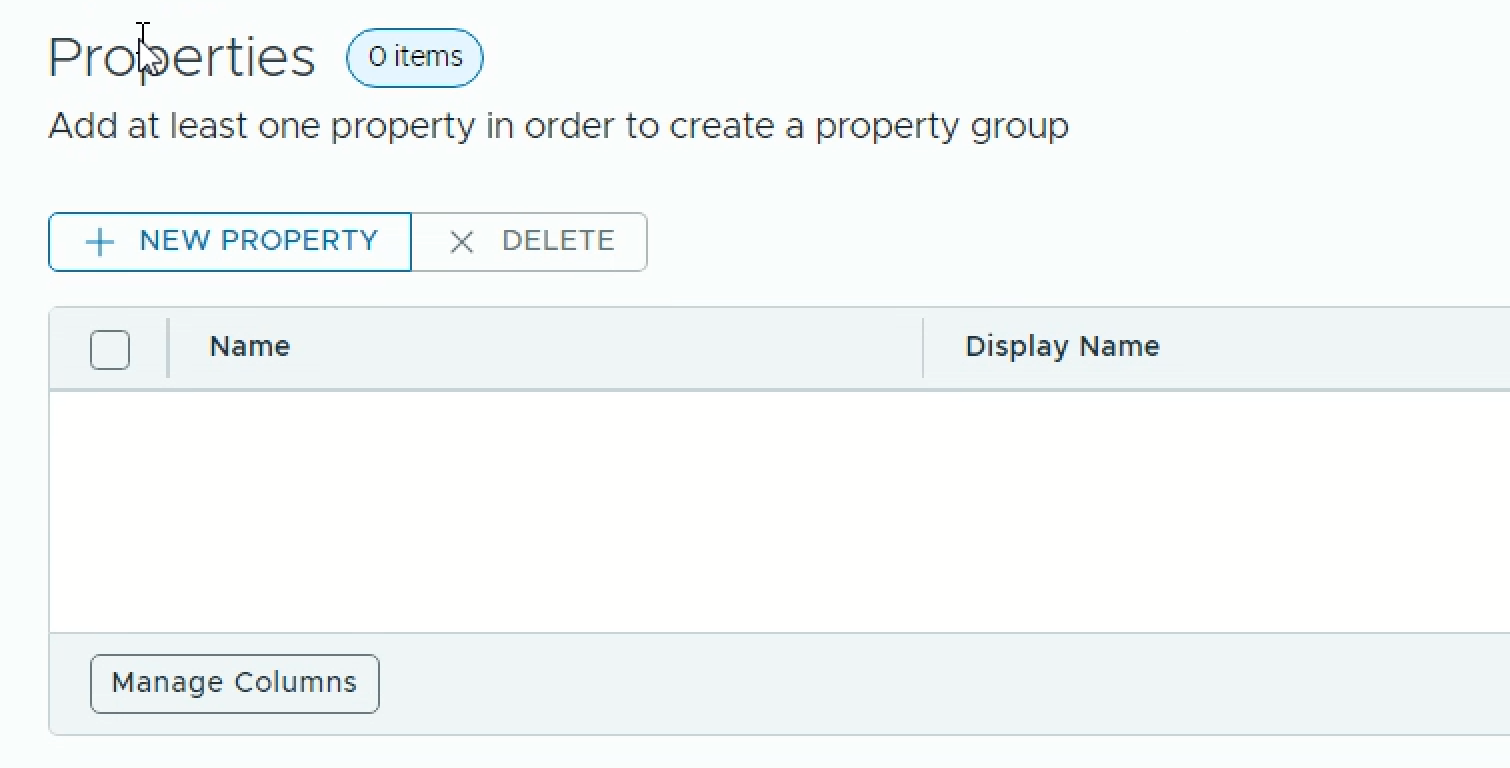 Properties 0 items
Add at least one property in order to create a property group
NEW PROPERTY DELETE
Name Display Name
Manage Columns